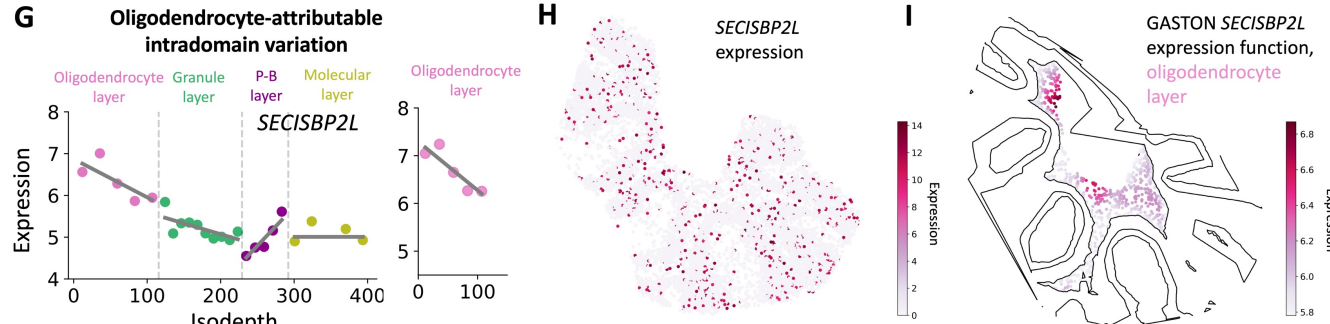 G
Oligodendrocyte-attributable
intradomain variation
Oligodendrocyte
layer
Granule
layer
P-B
layer
Molecular
layer
SECISBP2L
8
7
6
5
4
Expression
0
100
200
300
400
Isodepth
Oligodendrocyte
layer
8
7
6
5
0
100
H
SECISBP2L
expression
14
12
10
8
6
4
2
0
Expression
I
GASTON SECISBP2L
expression function,
oligodendrocyte
layer
6.8
6.6
6.4
6.2
6.0
5.8